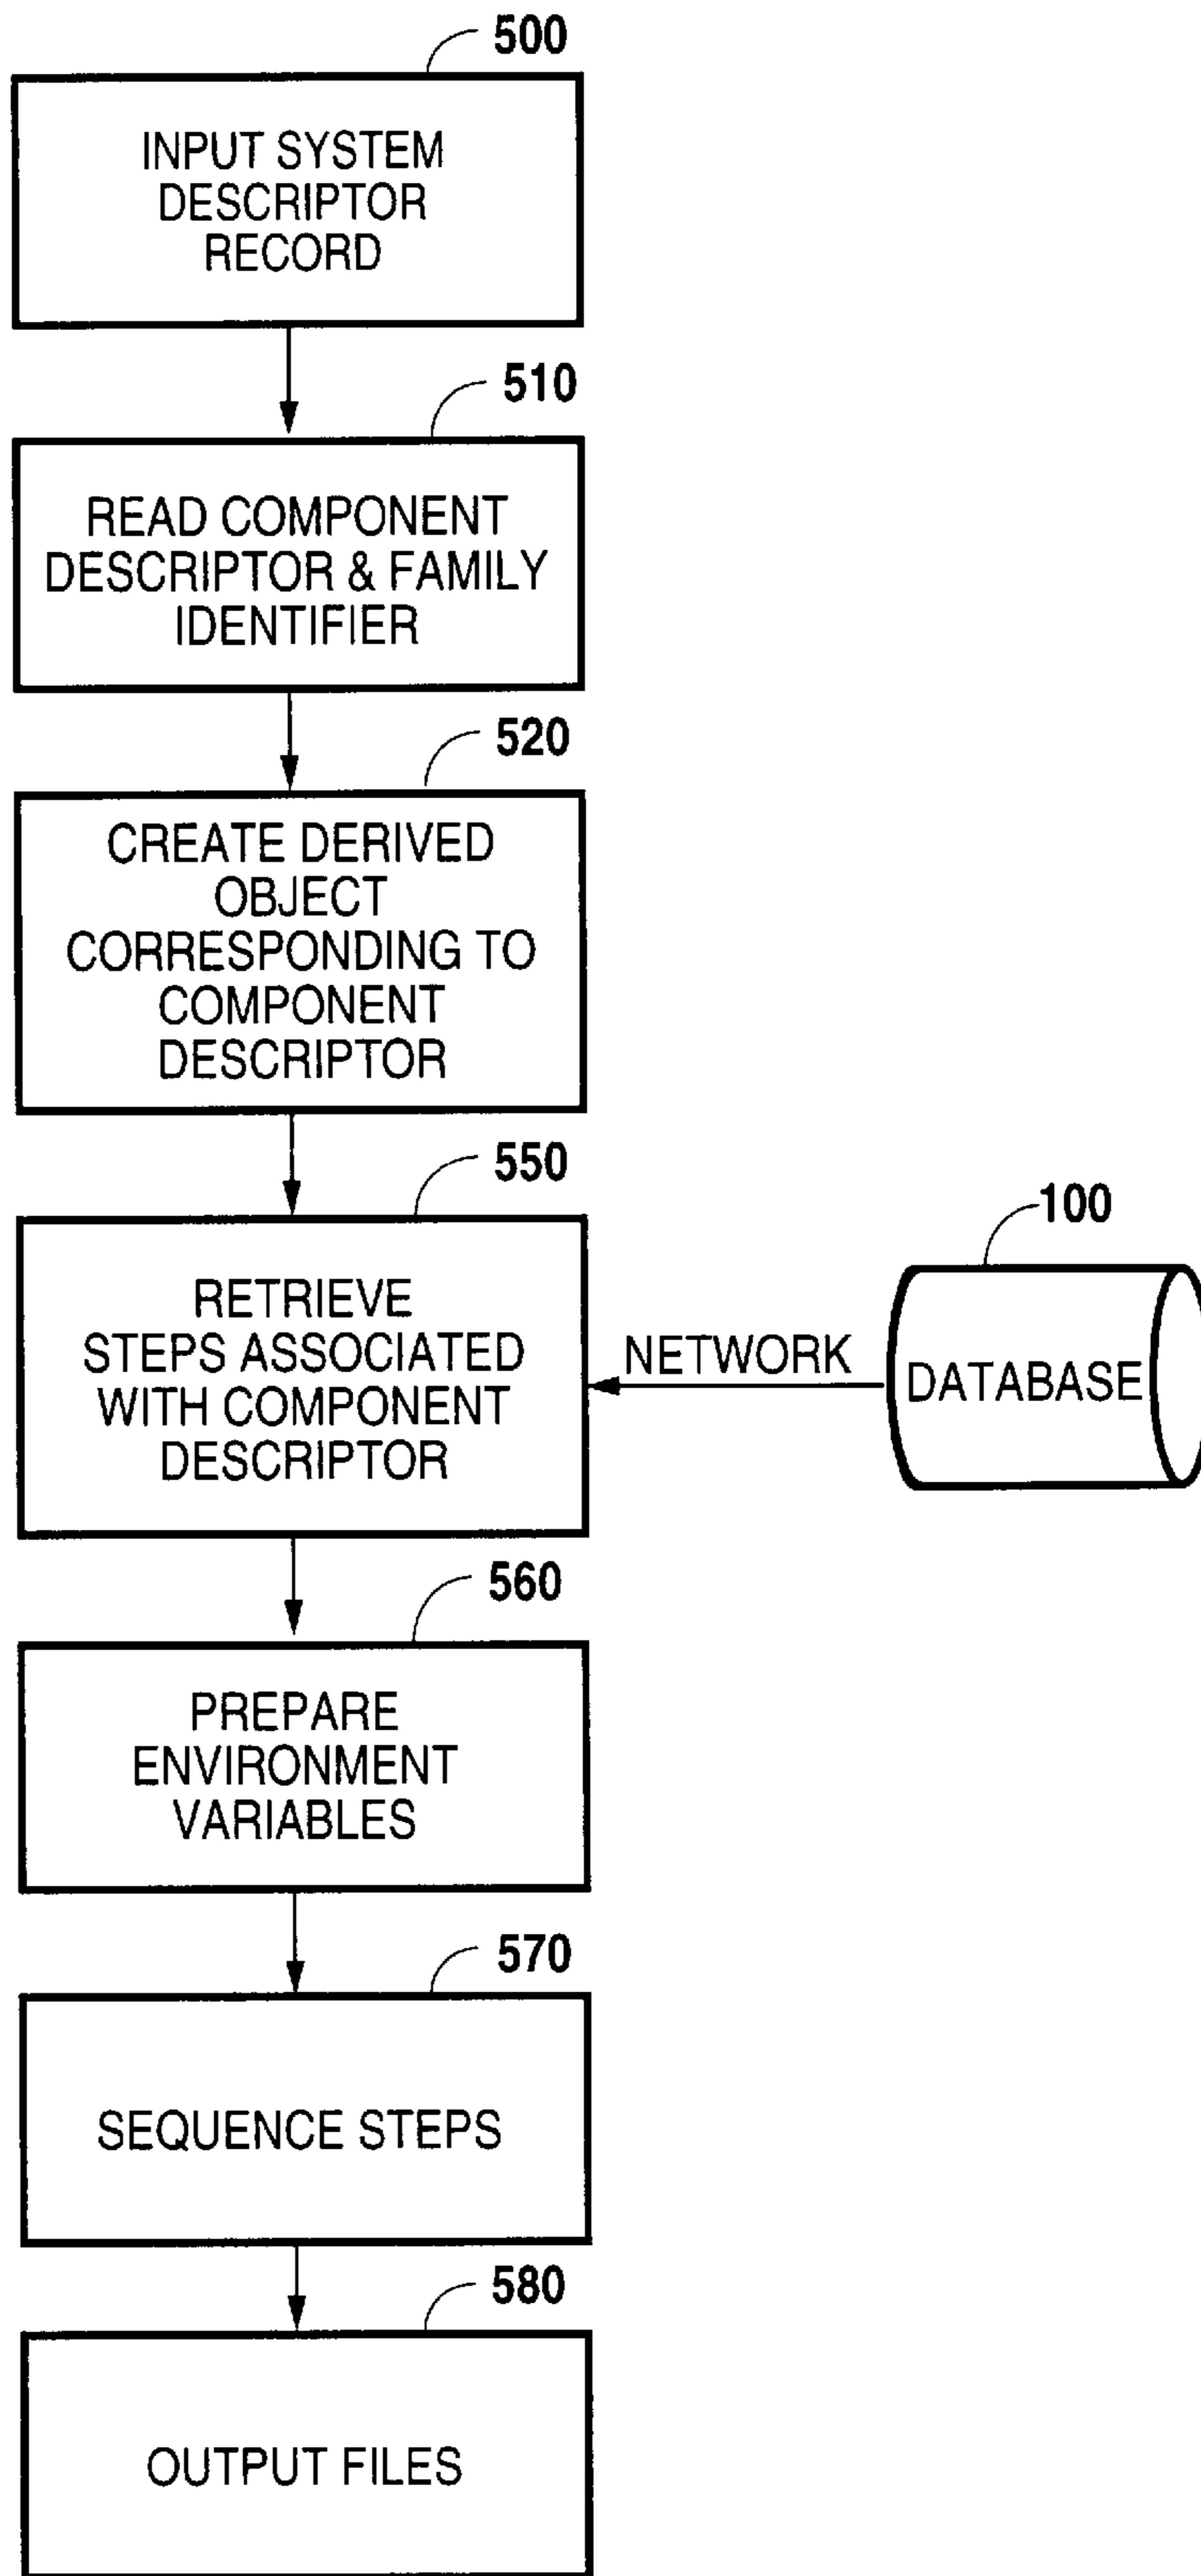 500
INPUT SYSTEM
DESCRIPTOR
RECORD
510
READ COMPONENT
DESCRIPTOR & FAMILY
IDENTIFIER
520
CREATE DERIVED
OBJECT
CORRESPONDING TO
COMPONENT
DESCRIPTOR
550
RETRIEVE
STEPS ASSOCIATED
WITH COMPONENT
DESCRIPTOR
NETWORK
100
DATABASE
560
PREPARE
ENVIRONMENT
VARIABLES
570
SEQUENCE STEPS
580
OUTPUT FILES